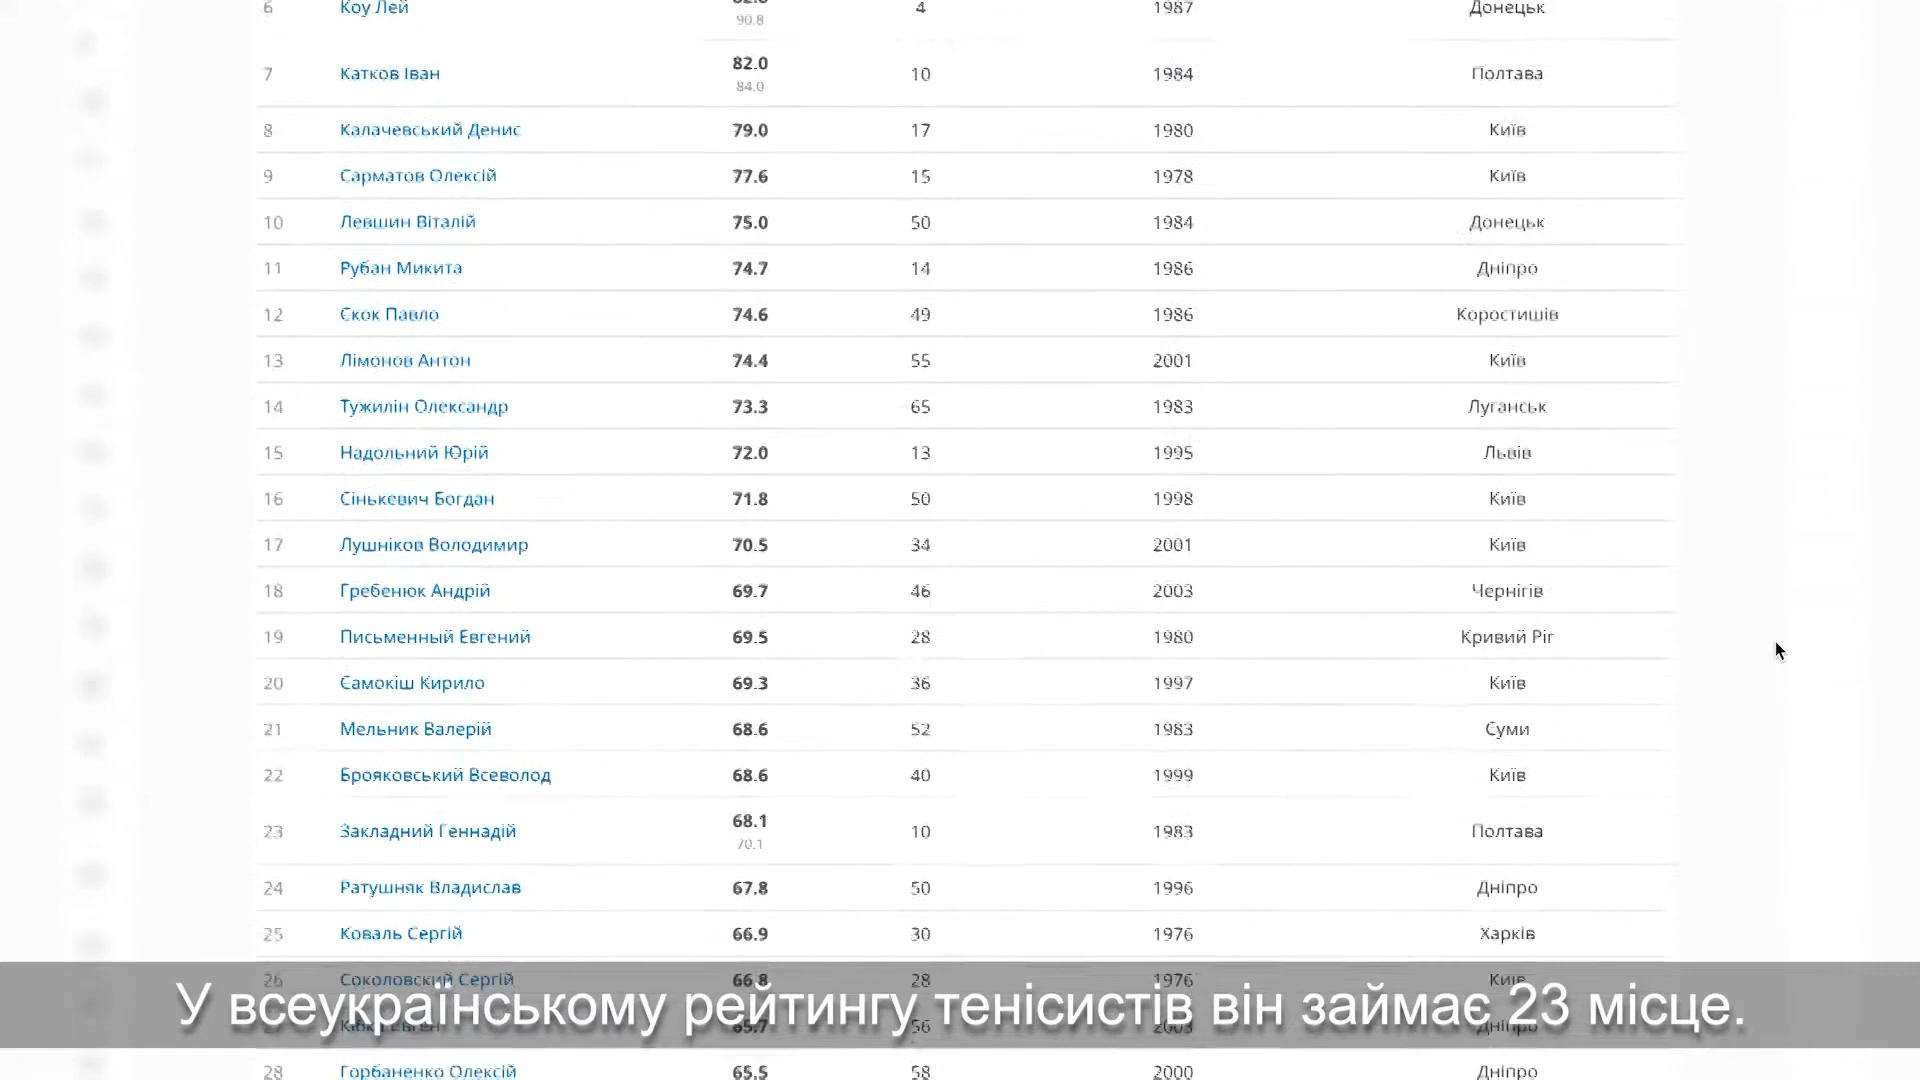 6 Коу Лей 4 1987 Донецьк
90.8
7 Катков Іван 82.0 10 1984 Полтава
84.0
8 Калачевський Денис 79.0 17 1980 Київ
9 Сарматов Олексій 77.6 15 1978 Київ
10 Левшин Віталій 75.0 50 1984 Донецьк
11 Рубан Микита 74.7 14 1986 Дніпро
12 Скок Павло 74.6 49 1986 Коростишів
13 Лімонов Антон 74.4 55 2001 Київ
14 Тужилін Олександр 73.3 65 1983 Луганськ
15 Надольний Юрій 72.0 13 1995 Львів
16 Сінькевич Богдан 71.8 50 1998 Київ
17 Лушніков Володимир 70.5 34 2001 Київ
18 Гребенюк Андрій 69.7 46 2003 Чернігів
19 Письменный Евгений 69.5 28 1980 Кривий Ріг
20 Самокіш Кирило 69.3 36 1997 Київ
21 Мельник Валерій 68.6 52 1983 Суми
22 Брояковський Всеволод 68.6 40 1999 Київ
23 Закладний Геннадій 68.1 10 1983 Полтава
70.1
24 Ратушняк Владислав 67.8 50 1996 Дніпро
25 Коваль Сергій 66.9 30 1976 Харків
26 Соколовский Сергій 66.8 28 1976 Київ
У всеукраїнському рейтингу тенісистів він займає 23 місце.
28 Горбаненко Олексій 65.5 58 2000 Дніпро